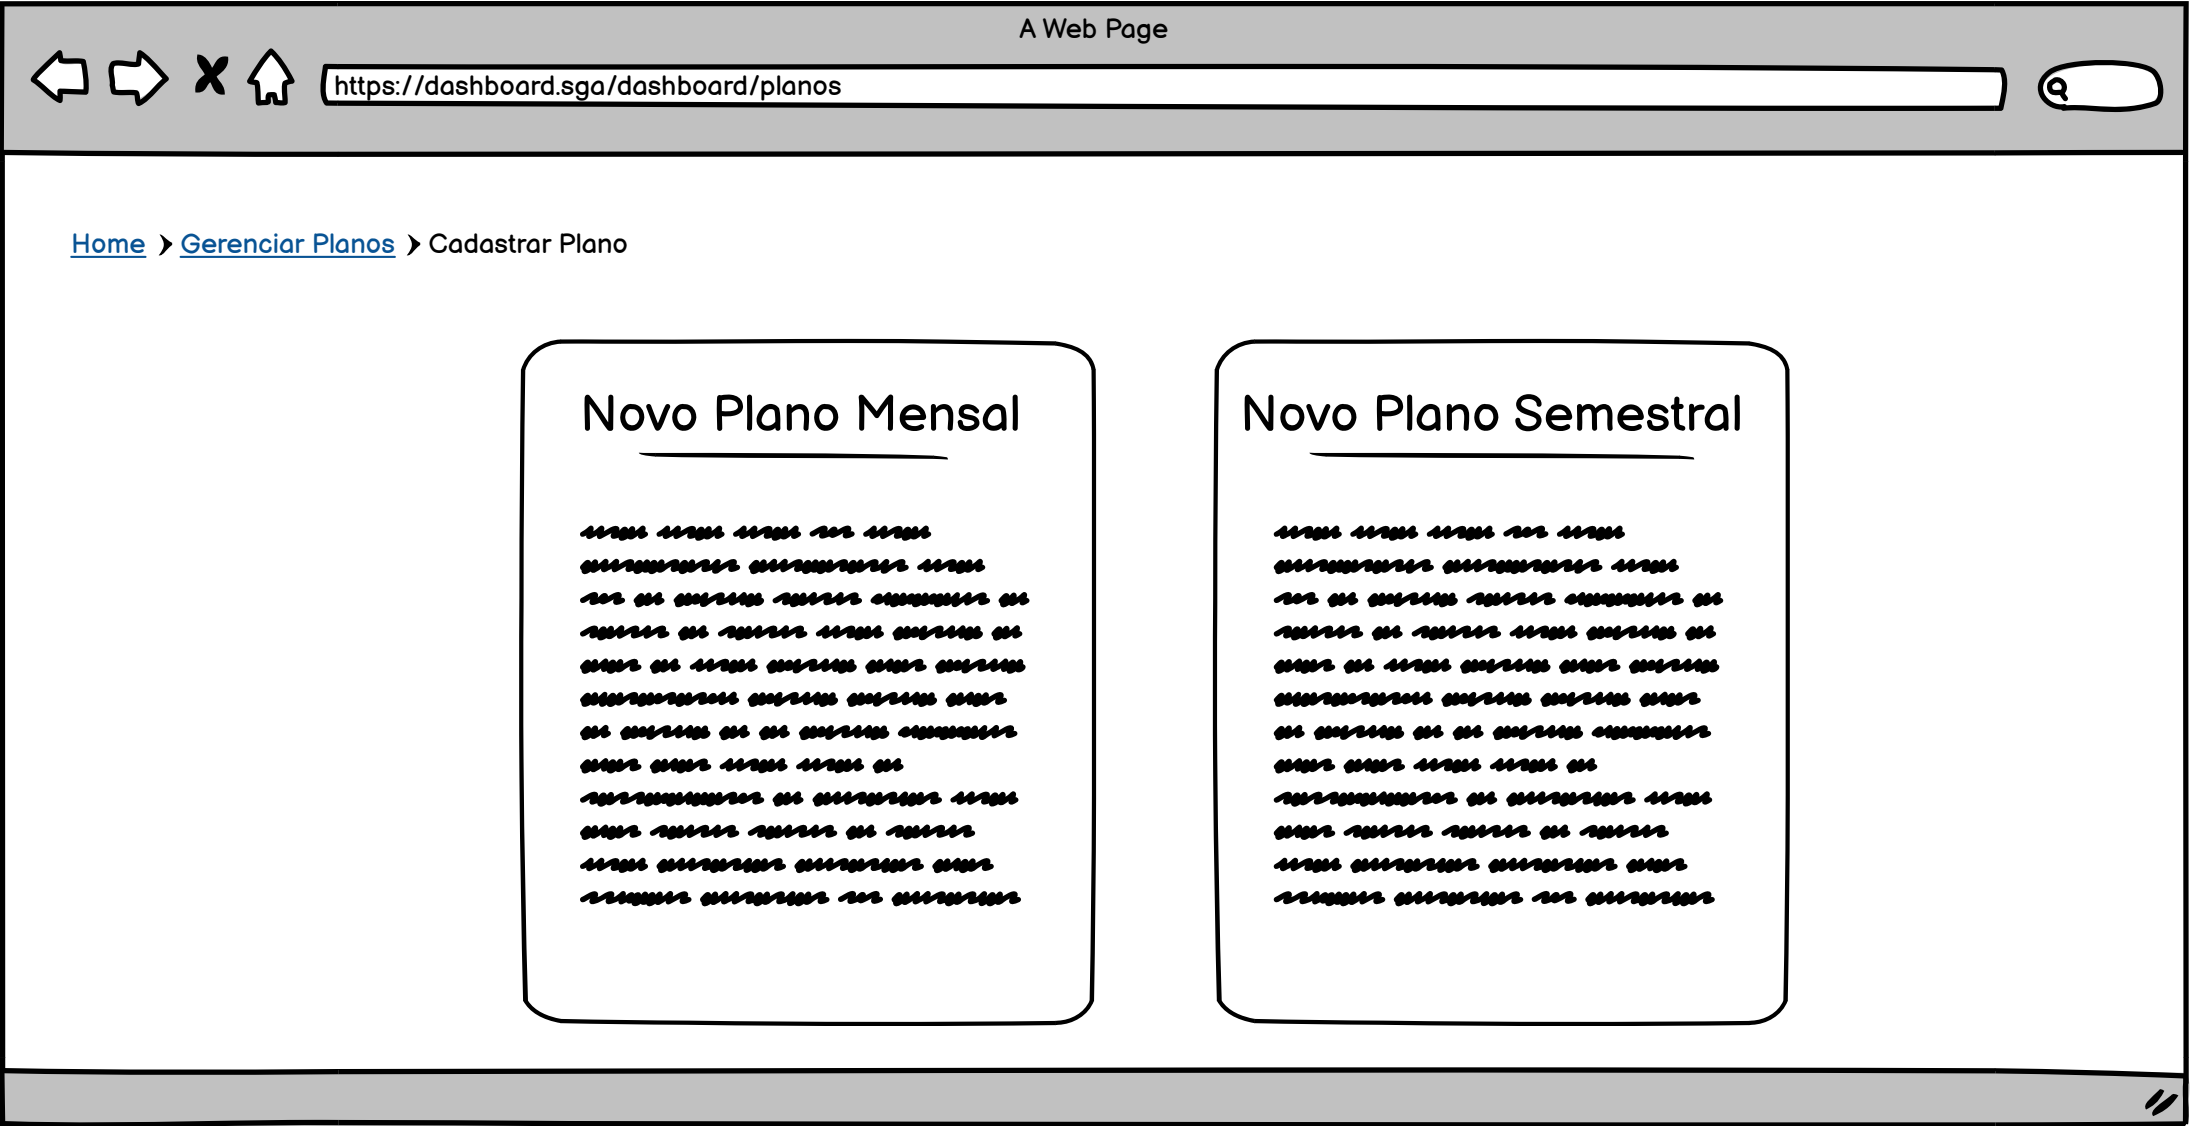 A Web Page
https://dashboard.sga/dashboard/planos
Home Gerenciar Planos Cadastrar Plano
Novo Plano Mensal
Novo Plano Semestral